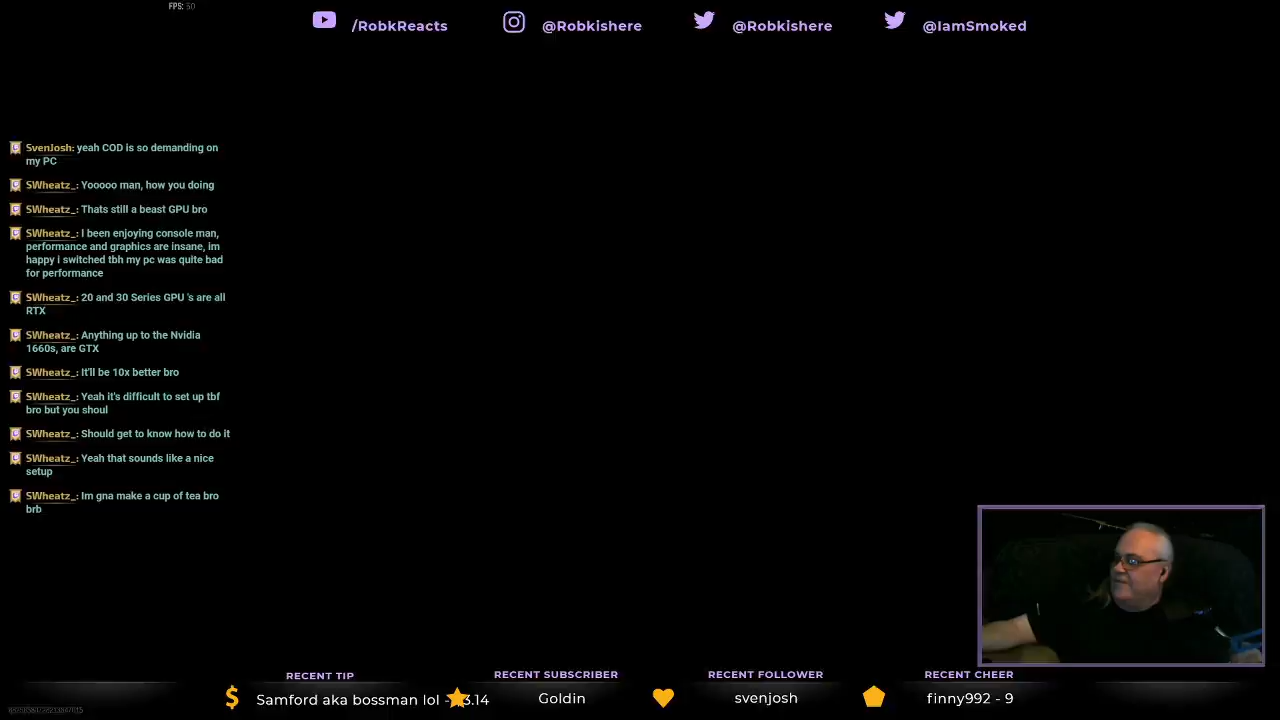 FPS: 50
/RobkReacts
@Robkishere
@Robkishere
@IamSmoked
SvenJosh: yeah COD is so demanding on
my PC
SWheatz_: Yooooo man, how you doing
SWheatz_: Thats still a beast GPU bro
SWheatz_: I been enjoying console man,
performance and graphics are insane, im
happy i switched tbh my pc was quite bad
for performance
SWheatz_: 20 and 30 Series GPU 's are all
RTX
SWheatz_: Anything up to the Nvidia
1660s, are GTX
SWheatz_: It'll be 10x better bro
SWheatz_: Yeah it's difficult to set up tbf
bro but you shoul
SWheatz_: Should get to know how to do it
SWheatz_: Yeah that sounds like a nice
setup
SWheatz_: Im gna make a cup of tea bro
brb
RECENT TIP
Samford aka bossman lol - 3.14
RECENT SUBSCRIBER
Goldin
RECENT FOLLOWER
svenjosh
RECENT CHEER
finny992 - 9